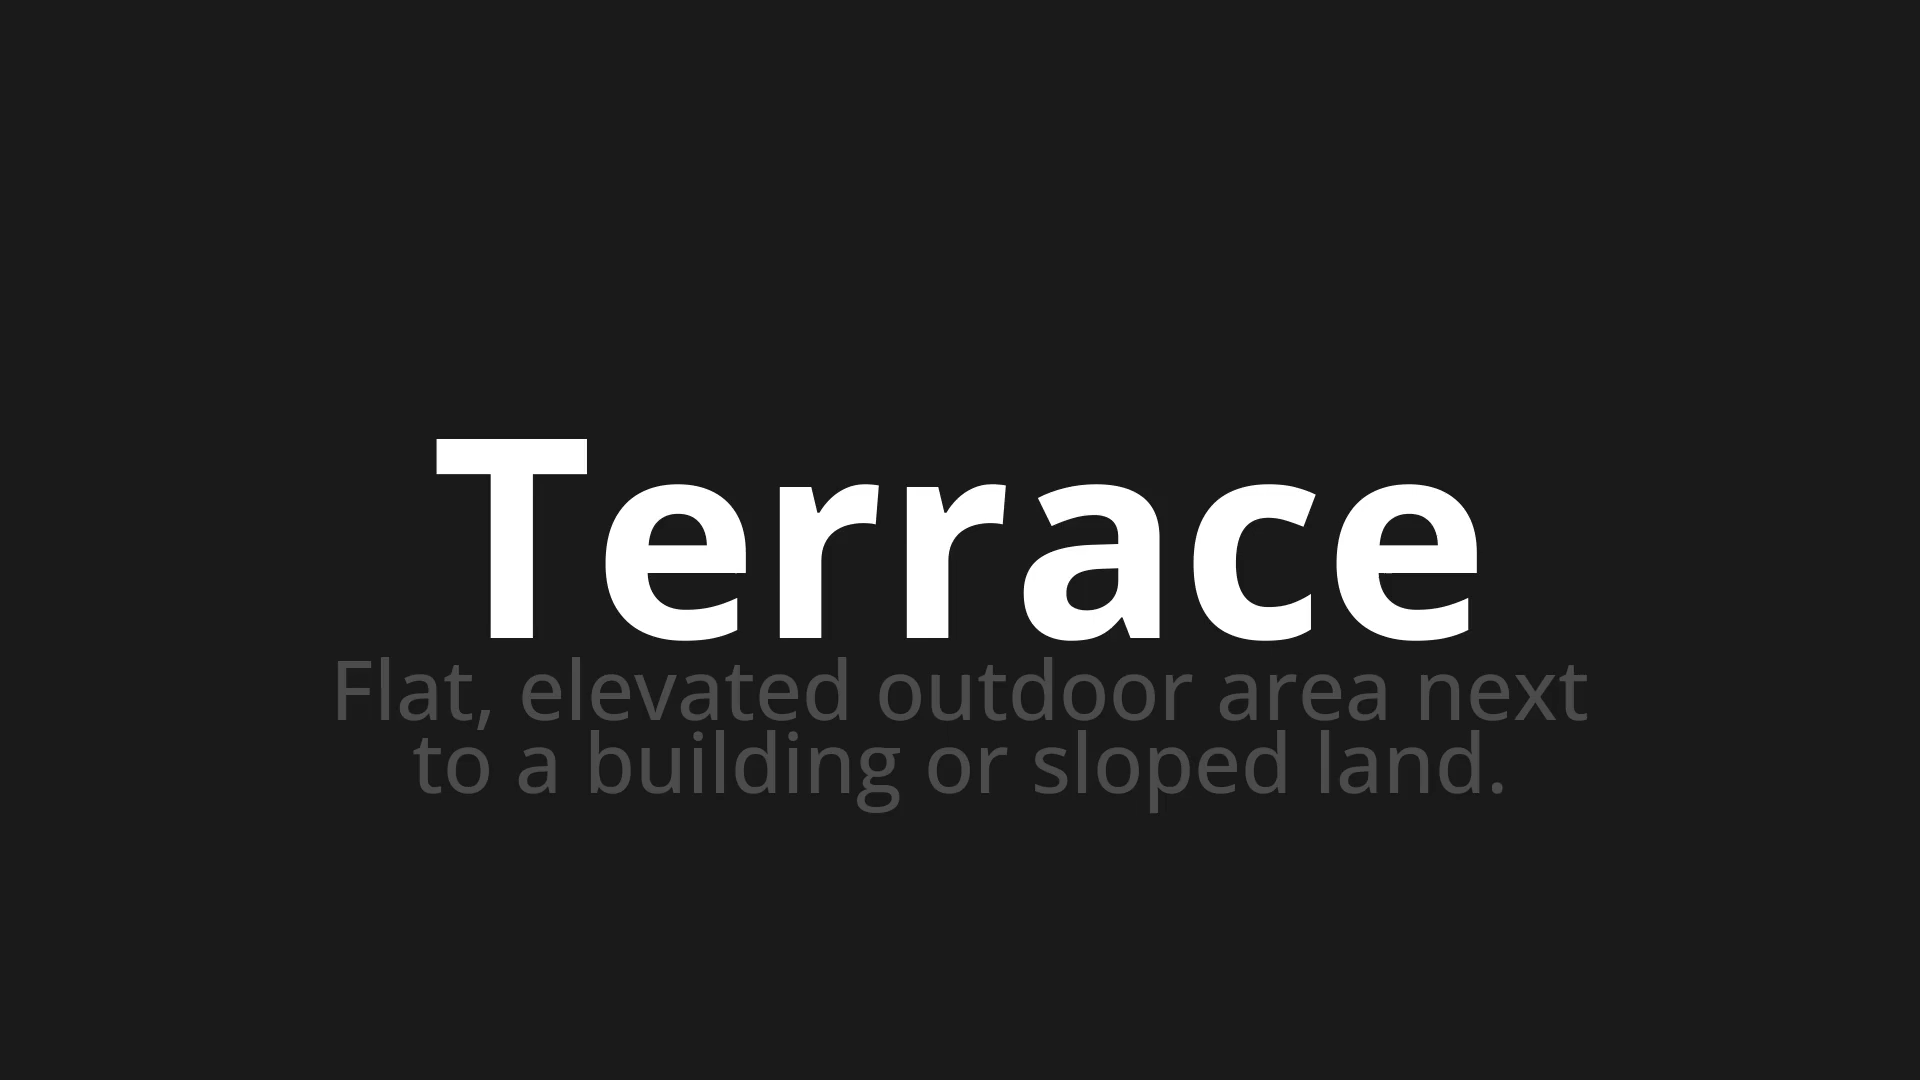 Terrace
Flat, elevated outdoor area next
to a building or sloped land.